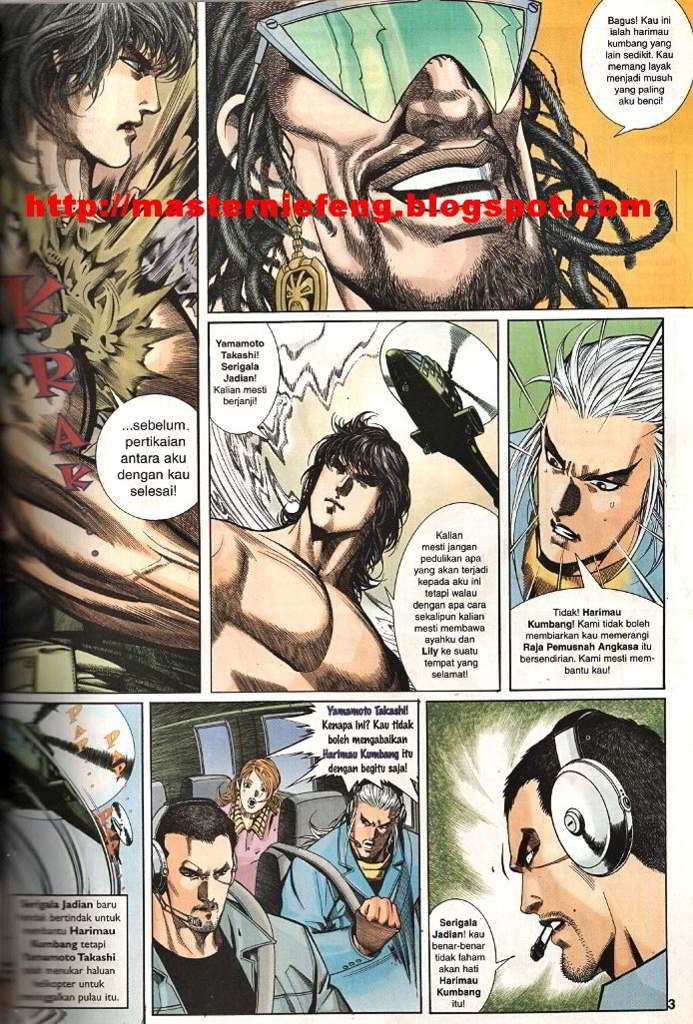 Bagus! Kau ini
ialah harimau
kumbang yang
lain sedikit. Kau
memang layak
menjadi musuh
yang paling
aku benci!
http://masterniefeng.blogspot.com
KRAK
...sebelum
pertikaian
antara aku
dengan kau
selesai!
Yamamoto
Takashi!
Serigala
Jadian!
Kalian mesti
berjanji!
Kalian
mesti jangan
pedulikan apa
yang akan terjadi
kepada aku ini
tetapi walau
dengan apa cara
sekalipun kalian
mesti membawa
ayahku dan
Lily ke suatu
tempat yang
selamat!
Tidak! Harimau
Kumbang! Kami tidak boleh
membiarkan kau memerangi
Raja Pemusnah Angkasa itu
bersendirian. Kami mesti mem-
bantu kau!
Serigala Jadian baru
bertindak untuk
membantu Harimau
Kumbang tetapi
Yamamoto Takashi
menukar haluan
helikopter untuk
meninggalkan pulau itu.
Yamamoto Takashi!
Kenapa ini? Kau tidak
boleh mengabaikan
Harimau Kumbang itu
dengan begitu saja!
Serigala
Jadian! kau
benar-benar
tidak faham
akan hati
Harimau
Kumbang
itu!
3